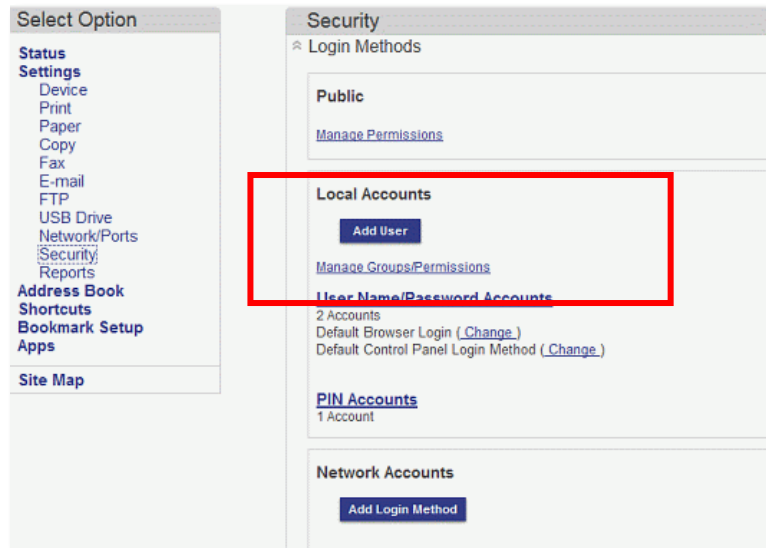 Select Option
Status
Settings
Device
Print
Paper
Copy
Fax
E-mail
FTP
USB Drive
Network/Ports
Security
Reports
Address Book
Shortcuts
Bookmark Setup
Apps
Site Map
Security
Login Methods
Public
Manage Permissions
Local Accounts
Add User
Manage Groups/Permissions
User Name/Password Accounts
2 Accounts
Default Browser Login ( Change )
Default Control Panel Login Method ( Change )
PIN Accounts
1 Account
Network Accounts
Add Login Method